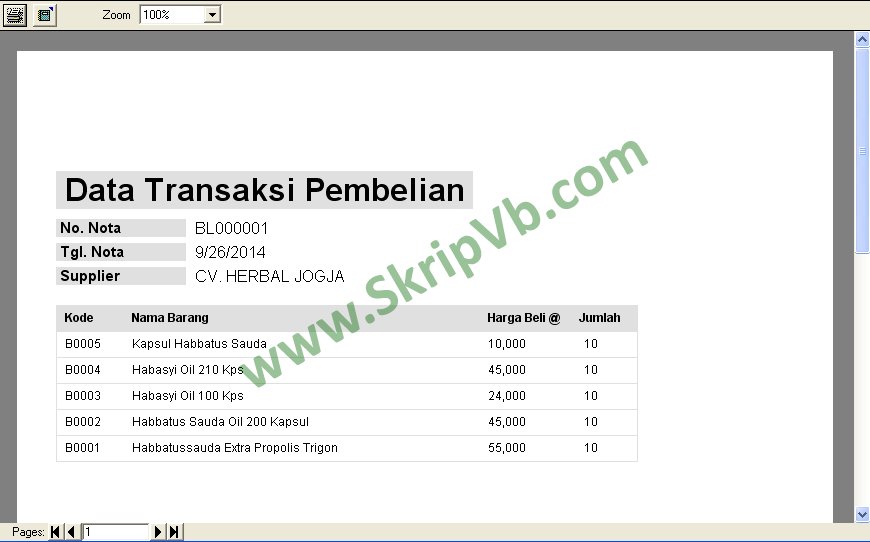 Zoom 100%
Data Transaksi Pembelian
No. Nota BL000001
Tgl. Nota 9/26/2014
Supplier CV. HERBAL JOGJA
www.SkripVb.com
Kode Nama Barang Harga Beli @ Jumlah
B0005 Kapsul Habbatus Sauda 10,000 10
B0004 Habasyi Oil 210 Kps 45,000 10
B0003 Habasyi Oil 100 Kps 24,000 10
B0002 Habbatus Sauda Oil 200 Kapsul 45,000 10
B0001 Habbatussauda Extra Propolis Trigon 55,000 10
Pages: 1